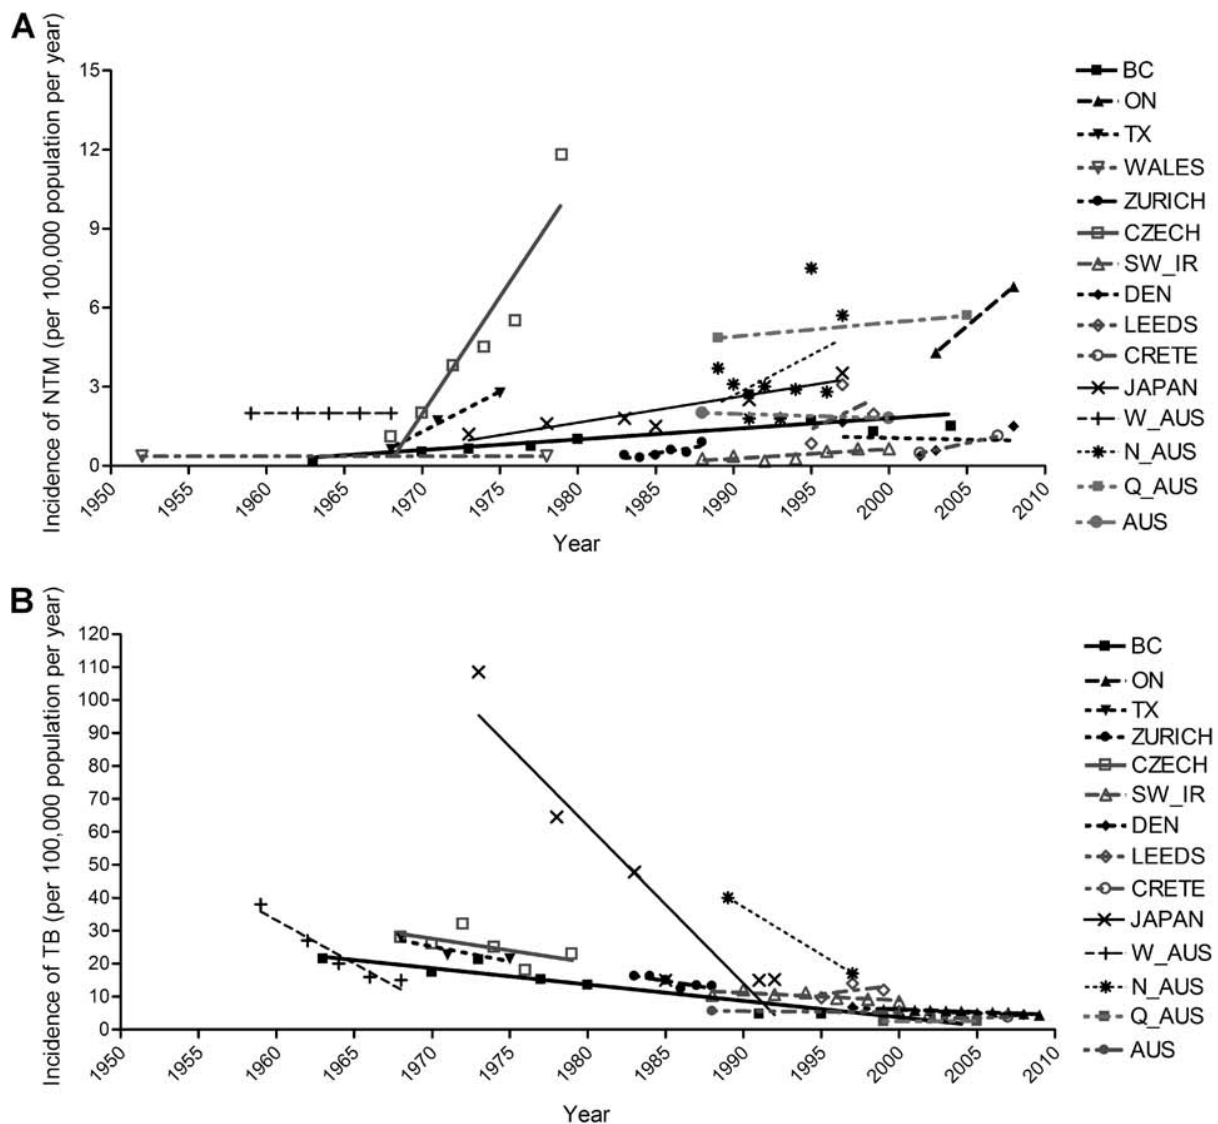 A
Incidence of NTM (per 100,000 population per year)
15
12
9
6
3
0
1950
1955
1960
1965
1970
1975
1980
1985
1990
1995
2000
2005
2010
Year
BC
ON
TX
WALES
ZURICH
CZECH
SW_IR
DEN
LEEDS
CRETE
JAPAN
W_AUS
N_AUS
Q_AUS
AUS
B
Incidence of TB (per 100,000 population per year)
120
110
100
90
80
70
60
50
40
30
20
10
0
1950
1955
1960
1965
1970
1975
1980
1985
1990
1995
2000
2005
2010
Year
BC
ON
TX
ZURICH
CZECH
SW_IR
DEN
LEEDS
CRETE
JAPAN
W_AUS
N_AUS
Q_AUS
AUS